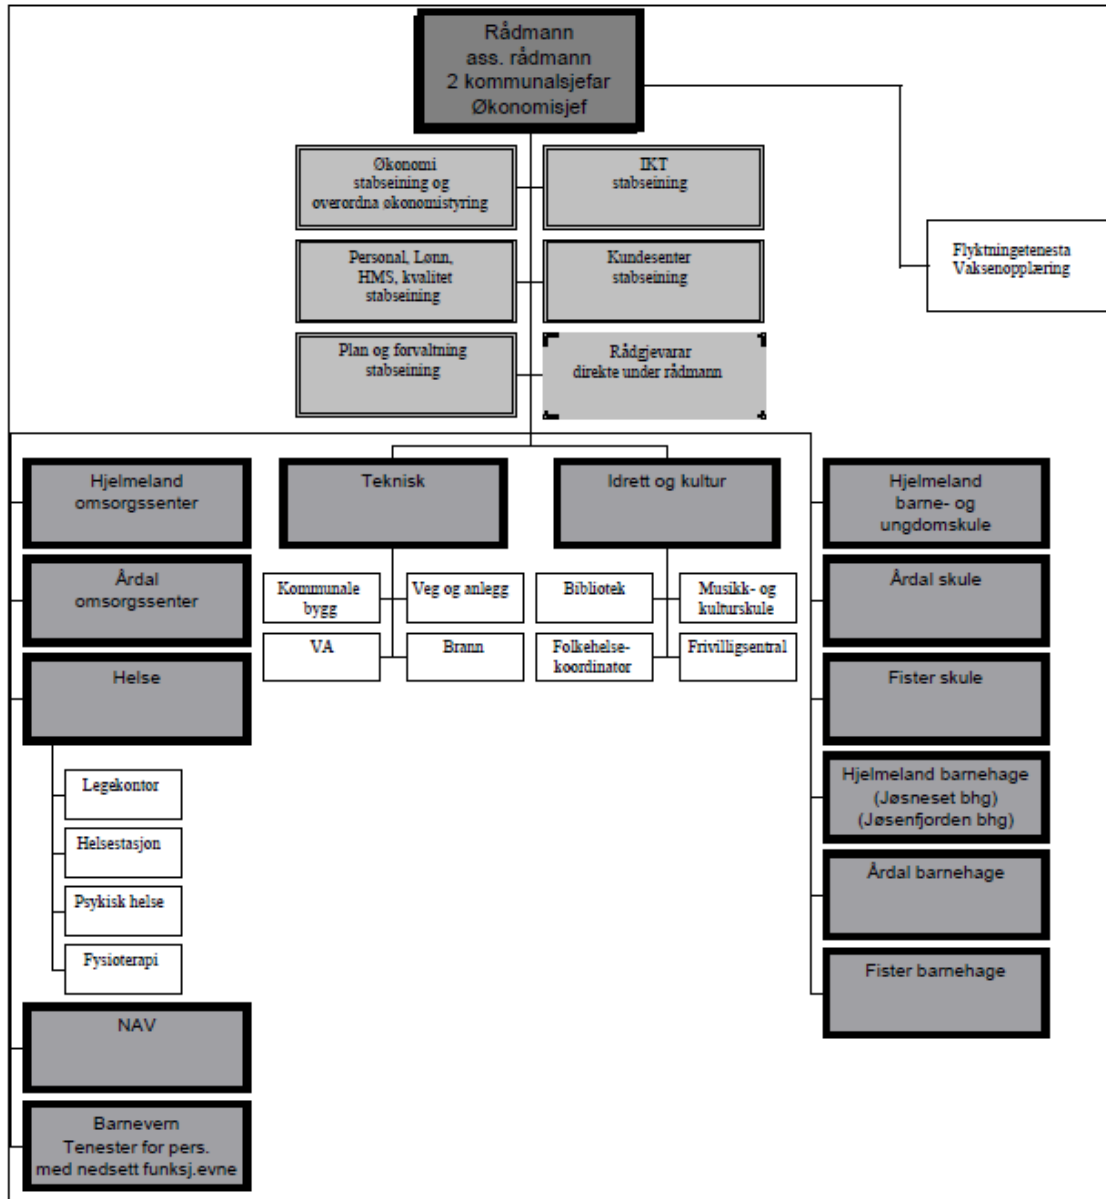 Rådmann
ass. rådmann
2 kommunalsjefar
Økonomisjef
Økonomi
stabseining og
overordna økonomistyring
IKT
stabseining
Personal, Lønn,
HMS, kvalitet
stabseining
Kundesenter
stabseining
Flyktningetenesta
Vaksenopplæring
Plan og forvaltning
stabseining
Rådgjevarar
direkte under rådmann
Hjelmeland
omsorgssenter
Årdal
omsorgssenter
Helse
Legekontor
Helsestasjon
Psykisk helse
Fysioterapi
NAV
Barnevern
Tenester for pers.
med nedsett funksj.evne
Teknisk
Kommunale
bygg
Veg og anlegg
VA
Brann
Idrett og kultur
Bibliotek
Musikk- og
kulturskule
Folkehelse-
koordinator
Frivilligsentral
Hjelmeland
barne- og
ungdomskule
Årdal skule
Fister skule
Hjelmeland barnehage
(Jøsneset bhg)
(Jøsenfjorden bhg)
Årdal barnehage
Fister barnehage